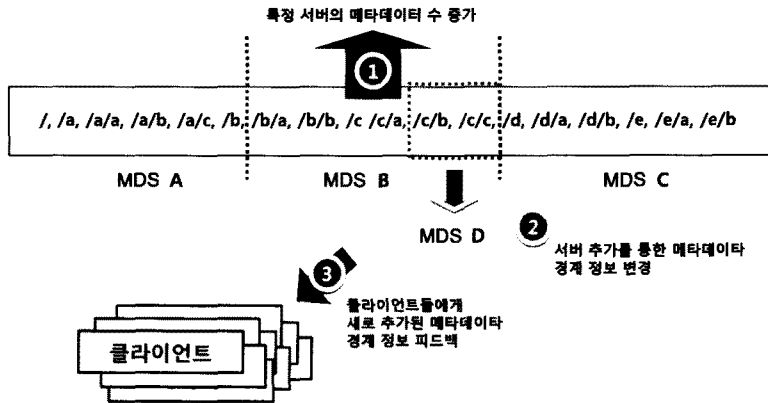 특정 서버의 메타데이터 수 증가
1
/, /a, /a/a, /a/b, /a/c, /b, /b/a, /b/b, /c /c/a, /c/b, /c/c, /d, /d/a, /d/b, /e, /e/a, /e/b
MDS A MDS B MDS C
MDS D
2
서버 추가를 통한 메타데이타
경계 정보 변경
3
클라이언트들에게
새로 추가된 메타데이타
경계 정보 피드백
클라이언트